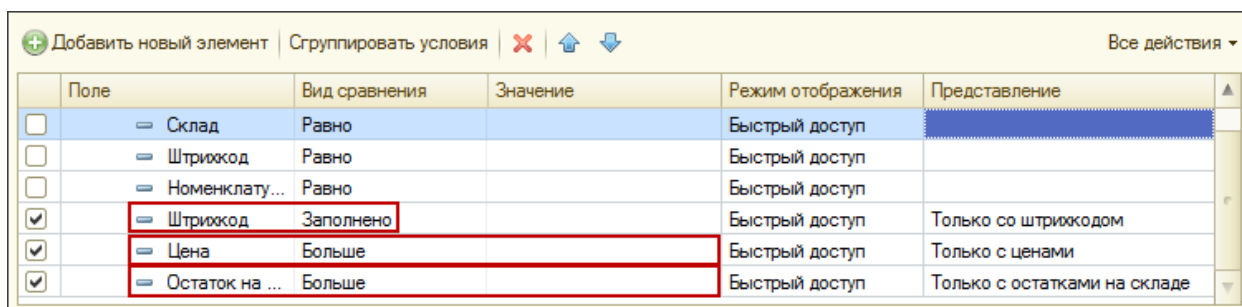 Добавить новый элемент Сгруппировать условия Все действия
Поле Вид сравнения Значение Режим отображения Представление
Склад Равно Быстрый доступ
Штрихкод Равно Быстрый доступ
Номенклату... Равно Быстрый доступ
Штрихкод Заполнено Быстрый доступ Только со штрихкодом
Цена Больше Быстрый доступ Только с ценами
Остаток на ... Больше Быстрый доступ Только с остатками на складе